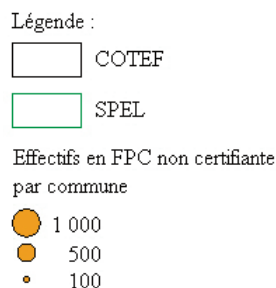 Légende :
COTEF
SPEL
Effectifs en FPC non certifiante
par commune
1 000
500
100